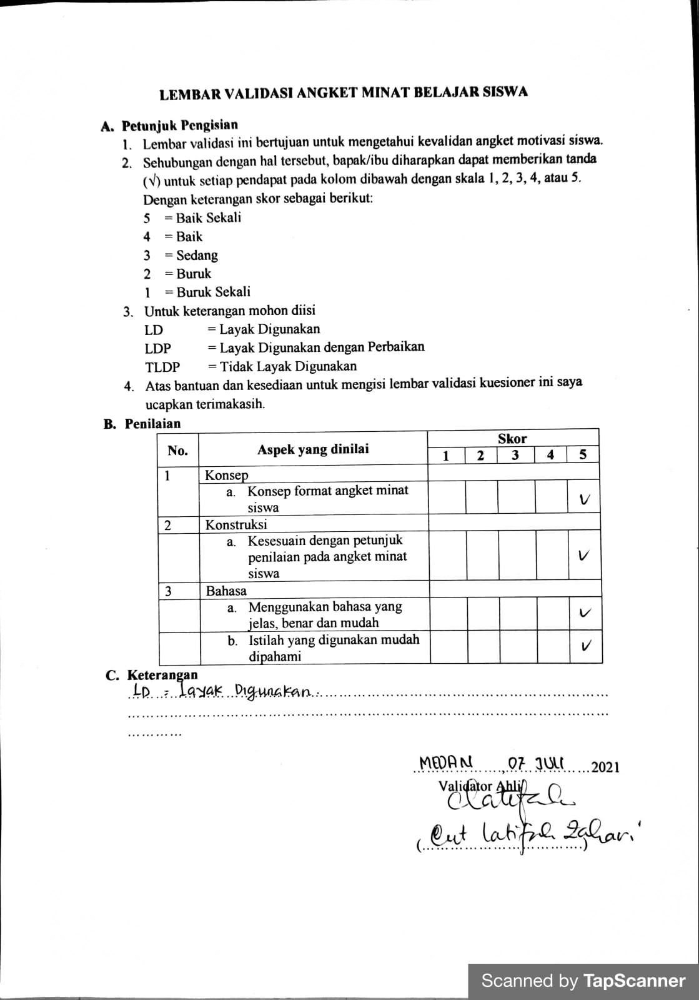 LEMBAR VALIDASI ANGKET MINAT BELAJAR SISWA
A. Petunjuk Pengisian
1. Lembar validasi ini bertujuan untuk mengetahui kevalidan angket motivasi siswa.
2. Sehubungan dengan hal tersebut, bapak/ibu diharapkan dapat memberikan tanda
(√) untuk setiap pendapat pada kolom dibawah dengan skala 1, 2, 3, 4, atau 5.
Dengan keterangan skor sebagai berikut:
5 = Baik Sekali
4 = Baik
3 = Sedang
2 = Buruk
1 = Buruk Sekali
3. Untuk keterangan mohon diisi
LD = Layak Digunakan
LDP = Layak Digunakan dengan Perbaikan
TLDP = Tidak Layak Digunakan
4. Atas bantuan dan kesediaan untuk mengisi lembar validasi kuesioner ini saya
ucapkan terimakasih.
B. Penilaian
No. Aspek yang dinilai Skor
1 2 3 4 5
1 Konsep
a. Konsep format angket minat
siswa √
2 Konstruksi
a. Kesesuain dengan petunjuk
penilaian pada angket minat √
siswa
3 Bahasa
a. Menggunakan bahasa yang √
jelas, benar dan mudah
b. Istilah yang digunakan mudah √
dipahami
C. Keterangan
LD = Layak Digunakan
MEDAN, 07 JULI 2021
Validator Ahli
Clatifah
(Cut Latifah Zahari)
Scanned by TapScanner